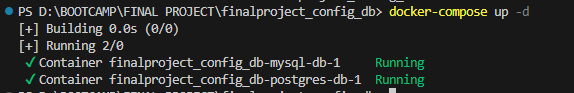 PS D:\BOOTCAMP\FINAL PROJECT\finalproject_config_db> docker-compose up -d
[+] Building 0.0s (0/0)
[+] Running 2/0
✔ Container finalproject_config_db-mysql-db-1 Running
✔ Container finalproject_config_db-postgres-db-1 Running